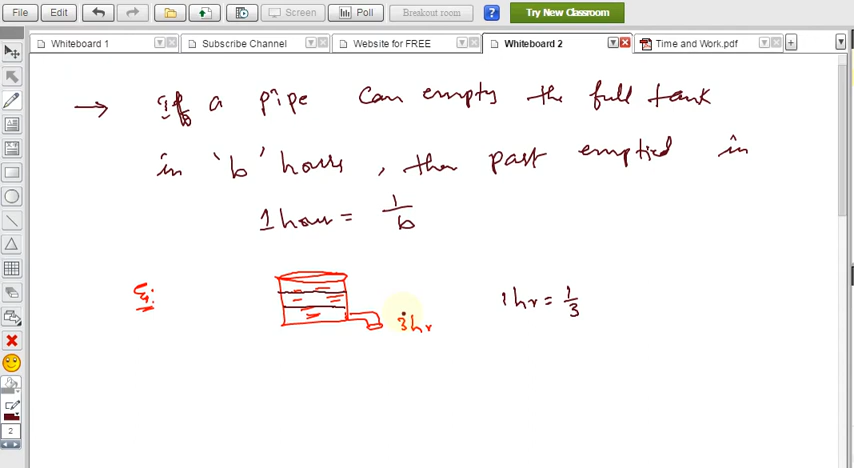 File Edit Screen Poll Breakout room ? Try New Classroom
Whiteboard 1 Subscribe Channel Website for FREE Whiteboard 2 Time and Work.pdf
→ If a pipe can empty the full tank
in 'b' hours, then part emptied in
1 hour = 1/b
Eg:
3hr
1 hr = 1/3
2